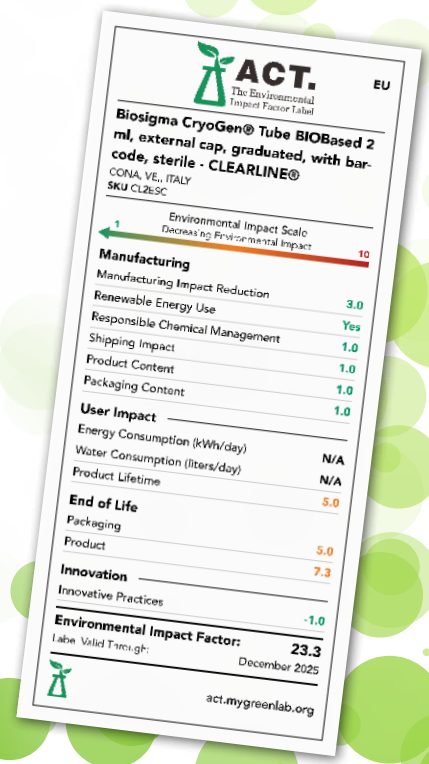 ACT.
The Environmental
Impact Factor Label
EU
Biosigma CryoGen® Tube BIOBased 2
ml, external cap, graduated, with bar-
code, sterile - CLEARLINE®
CONA, VE,, ITALY
SKU CL2ESC
Environmental Impact Scale
1 Decreasing Environmental Impact 10
Manufacturing
Manufacturing Impact Reduction 3.0
Renewable Energy Use Yes
Responsible Chemical Management 1.0
Shipping Impact 1.0
Product Content 1.0
Packaging Content 1.0
User Impact
Energy Consumption (kWh/day) N/A
Water Consumption (liters/day) N/A
Product Lifetime 5.0
End of Life
Packaging 5.0
Product 7.3
Innovation
Innovative Practices -1.0
Environmental Impact Factor: 23.3
Label Valid Through: December 2025
act.mygreenlab.org